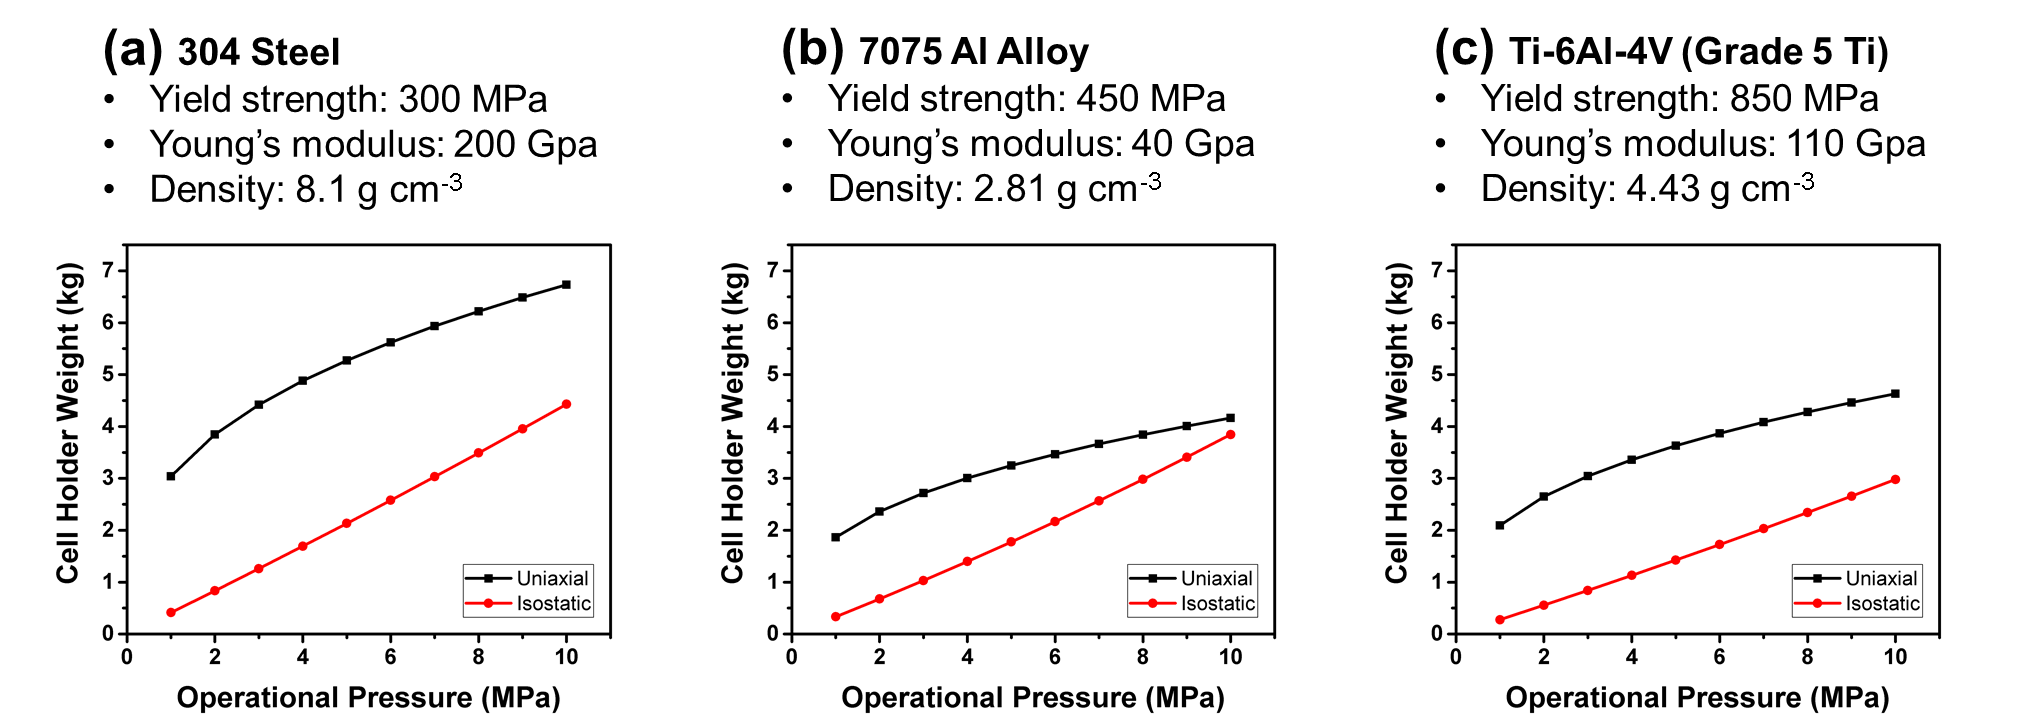 (a) 304 Steel
• Yield strength: 300 MPa
• Young's modulus: 200 Gpa
• Density: 8.1 g cm-3
7
6
5
4
3
2
1
0
Cell Holder Weight (kg)
Uniaxial
Isostatic
0 2 4 6 8 10
Operational Pressure (MPa)
(b) 7075 Al Alloy
• Yield strength: 450 MPa
• Young's modulus: 40 Gpa
• Density: 2.81 g cm-3
7
6
5
4
3
2
1
0
Cell Holder Weight (kg)
Uniaxial
Isostatic
0 2 4 6 8 10
Operational Pressure (MPa)
(c) Ti-6Al-4V (Grade 5 Ti)
• Yield strength: 850 MPa
• Young's modulus: 110 Gpa
• Density: 4.43 g cm-3
7
6
5
4
3
2
1
0
Cell Holder Weight (kg)
Uniaxial
Isostatic
0 2 4 6 8 10
Operational Pressure (MPa)